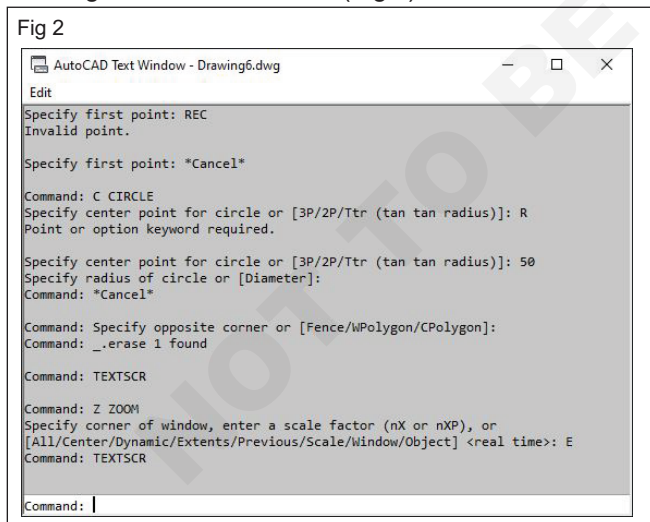 Fig 2
AutoCAD Text Window - Drawing6.dwg
Edit
Specify first point: REC
Invalid point.
Specify first point: *Cancel*
Command: C CIRCLE
Specify center point for circle or [3P/2P/Ttr (tan tan radius)]: R
Point or option keyword required.
Specify center point for circle or [3P/2P/Ttr (tan tan radius)]: 50
Specify radius of circle or [Diameter]:
Command: *Cancel*
Command: Specify opposite corner or [Fence/WPolygon/CPolygon]:
Command: _.erase 1 found
Command: TEXTSCR
Command: Z ZOOM
Specify corner of window, enter a scale factor (nX or nXP), or
[All/Center/Dynamic/Extents/Previous/Scale/Window/Object] <real time>: E
Command: TEXTSCR
Command:
NOT TO BE